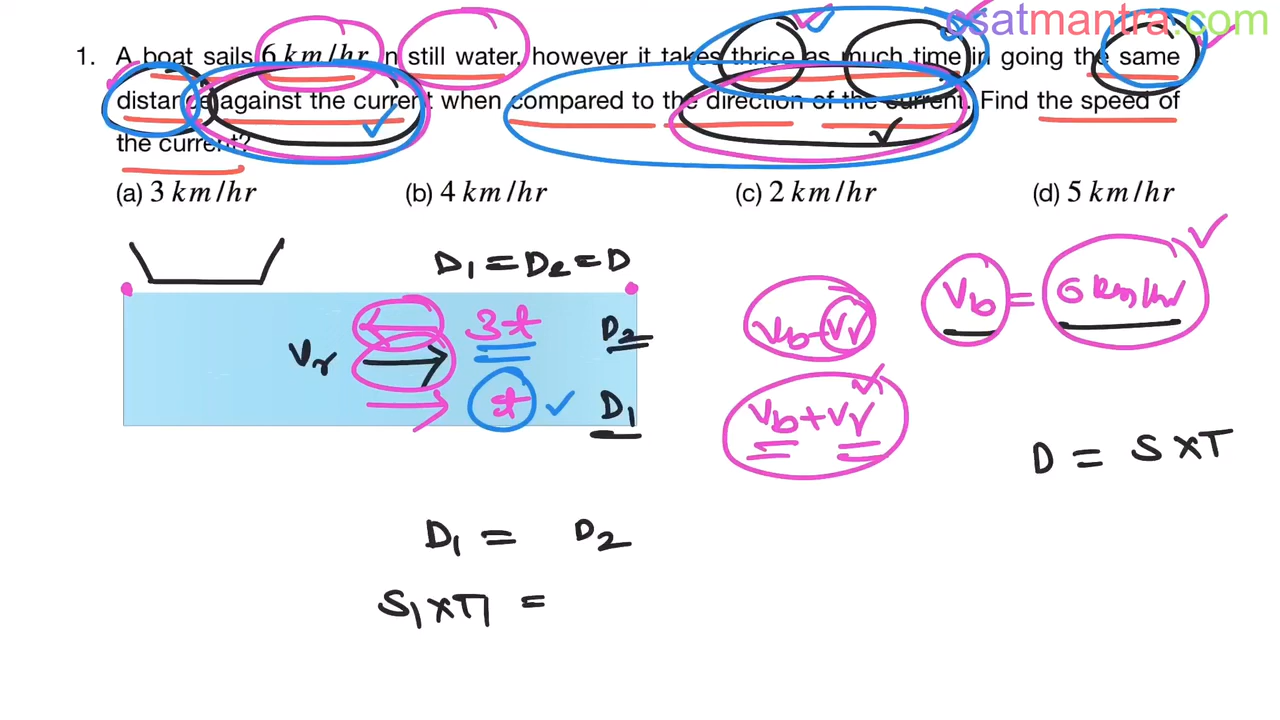 csatmantra.com
1. A boat sails 6 km/hr in still water, however it takes thrice as much time in going the same
distance against the current when compared to the direction of the current. Find the speed of
the current?
(a) 3 km/hr (b) 4 km/hr (c) 2 km/hr (d) 5 km/hr
D1 = D2 = D
Vb = 6 km/hr
3t D2 Vb-Vr
Vr
t D1 Vb+Vr
D = S×T
D1 = D2
S1×T1 =